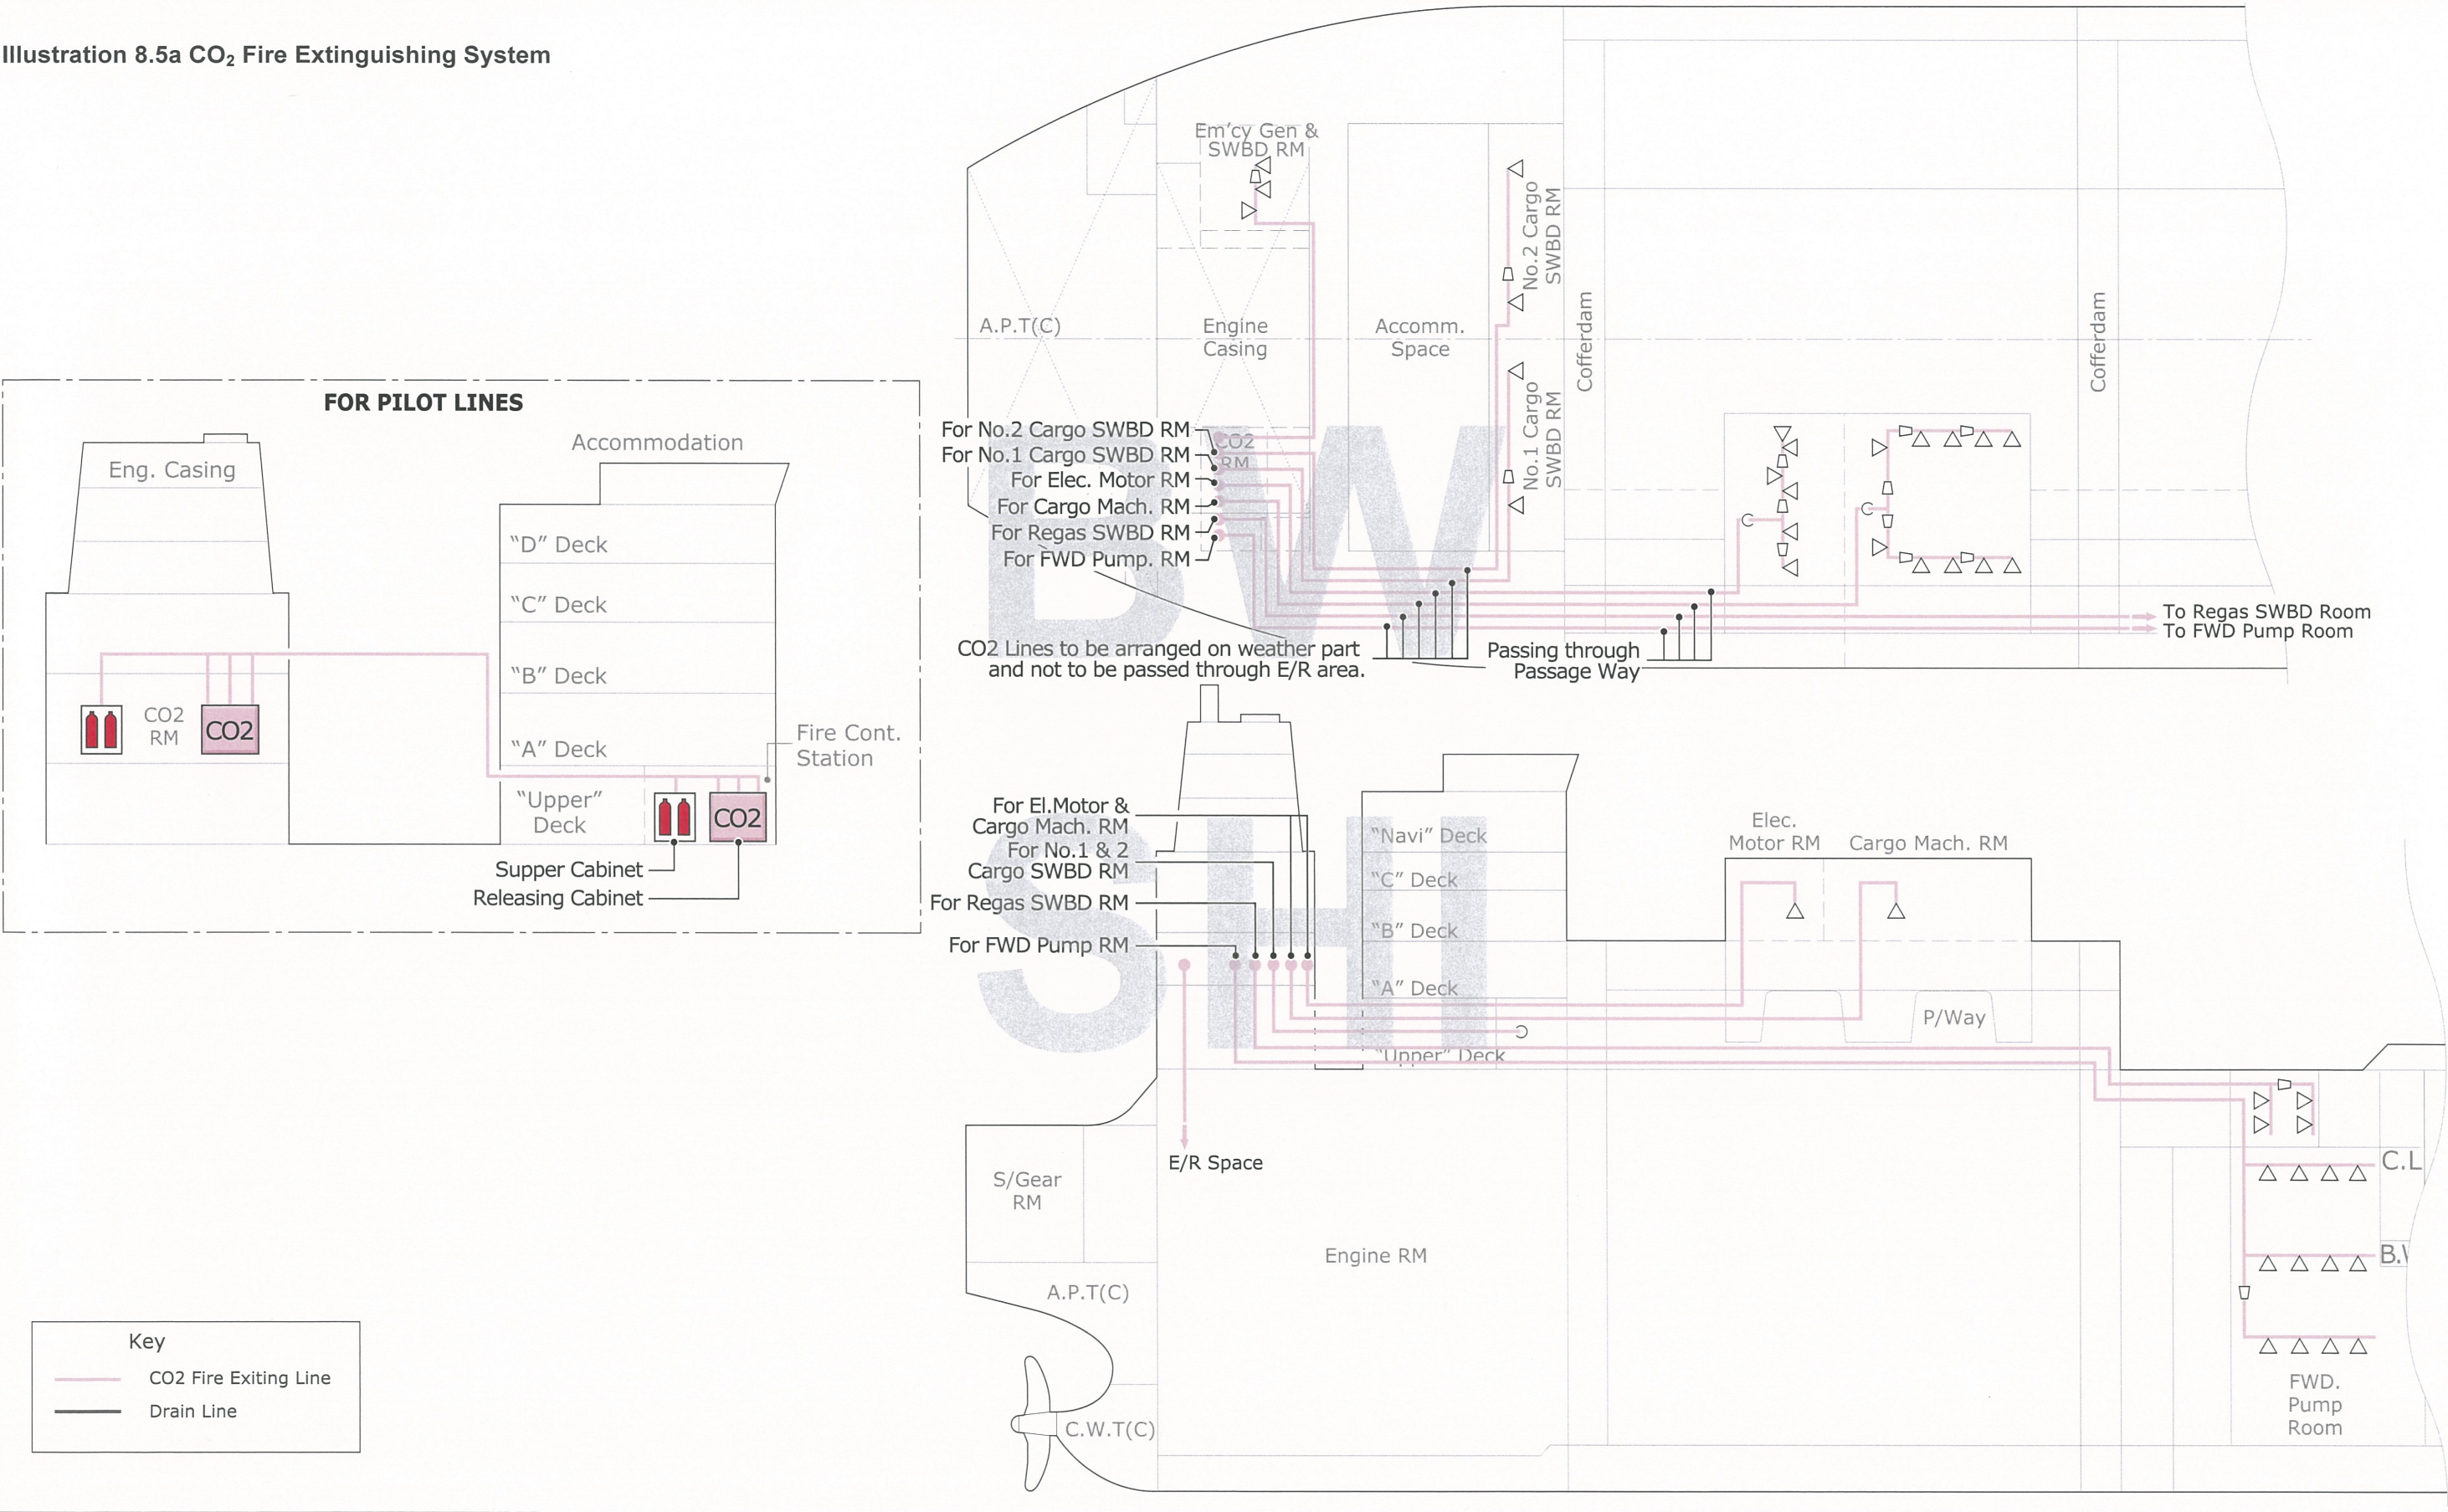 Illustration 8.5a CO₂ Fire Extinguishing System
FOR PILOT LINES
Accommodation
Eng. Casing
"D" Deck
"C" Deck
"B" Deck
"A" Deck
"Upper"
Deck
CO2
RM
CO2
CO2
Fire Cont.
Station
Supper Cabinet
Releasing Cabinet
Key
CO2 Fire Exiting Line
Drain Line
Em'cy Gen &
SWBD RM
A.P.T(C)
Engine
Casing
Accomm.
Space
No.2 Cargo
SWBD RM
No.1 Cargo
SWBD RM
Cofferdam
Cofferdam
CO2
RM
For No.2 Cargo SWBD RM
For No.1 Cargo SWBD RM
For Elec. Motor RM
For Cargo Mach. RM
For Regas SWBD RM
For FWD Pump. RM
BW
CO2 Lines to be arranged on weather part
and not to be passed through E/R area.
Passing through
Passage Way
To Regas SWBD Room
To FWD Pump Room
For El.Motor &
Cargo Mach. RM
For No.1 & 2
Cargo SWBD RM
For Regas SWBD RM
For FWD Pump RM
SHI
"Navi" Deck
"C" Deck
"B" Deck
"A" Deck
"Upper" Deck
Elec.
Motor RM
Cargo Mach. RM
P/Way
E/R Space
S/Gear
RM
A.P.T(C)
C.W.T(C)
Engine RM
C.L
FWD.
Pump
Room